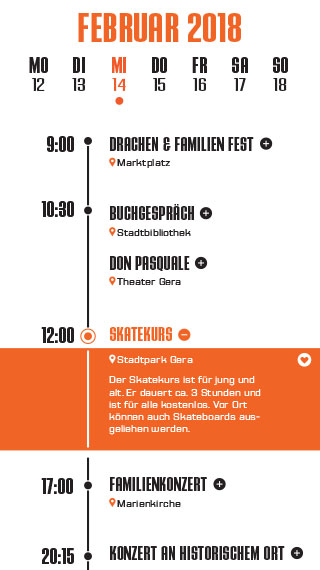 FEBRUAR 2018
MO DI MI DO FR SA SO
12 13 14 15 16 17 18
9:00 DRACHEN & FAMILIEN FEST
Marktplatz
10:30 BUCHGESPRÄCH
Stadtbibliothek
DON PASQUALE
Theater Gera
12:00 SKATEKURS
Stadtpark Gera
Der Skatekurs ist für jung und
alt. Er dauert ca. 3 Stunden und
ist für alle kostenlos. Vor Ort
können auch Skateboards aus-
geliehen werden.
17:00 FAMILIENKONZERT
Marienkirche
20:15 KONZERT AN HISTORISCHEM ORT